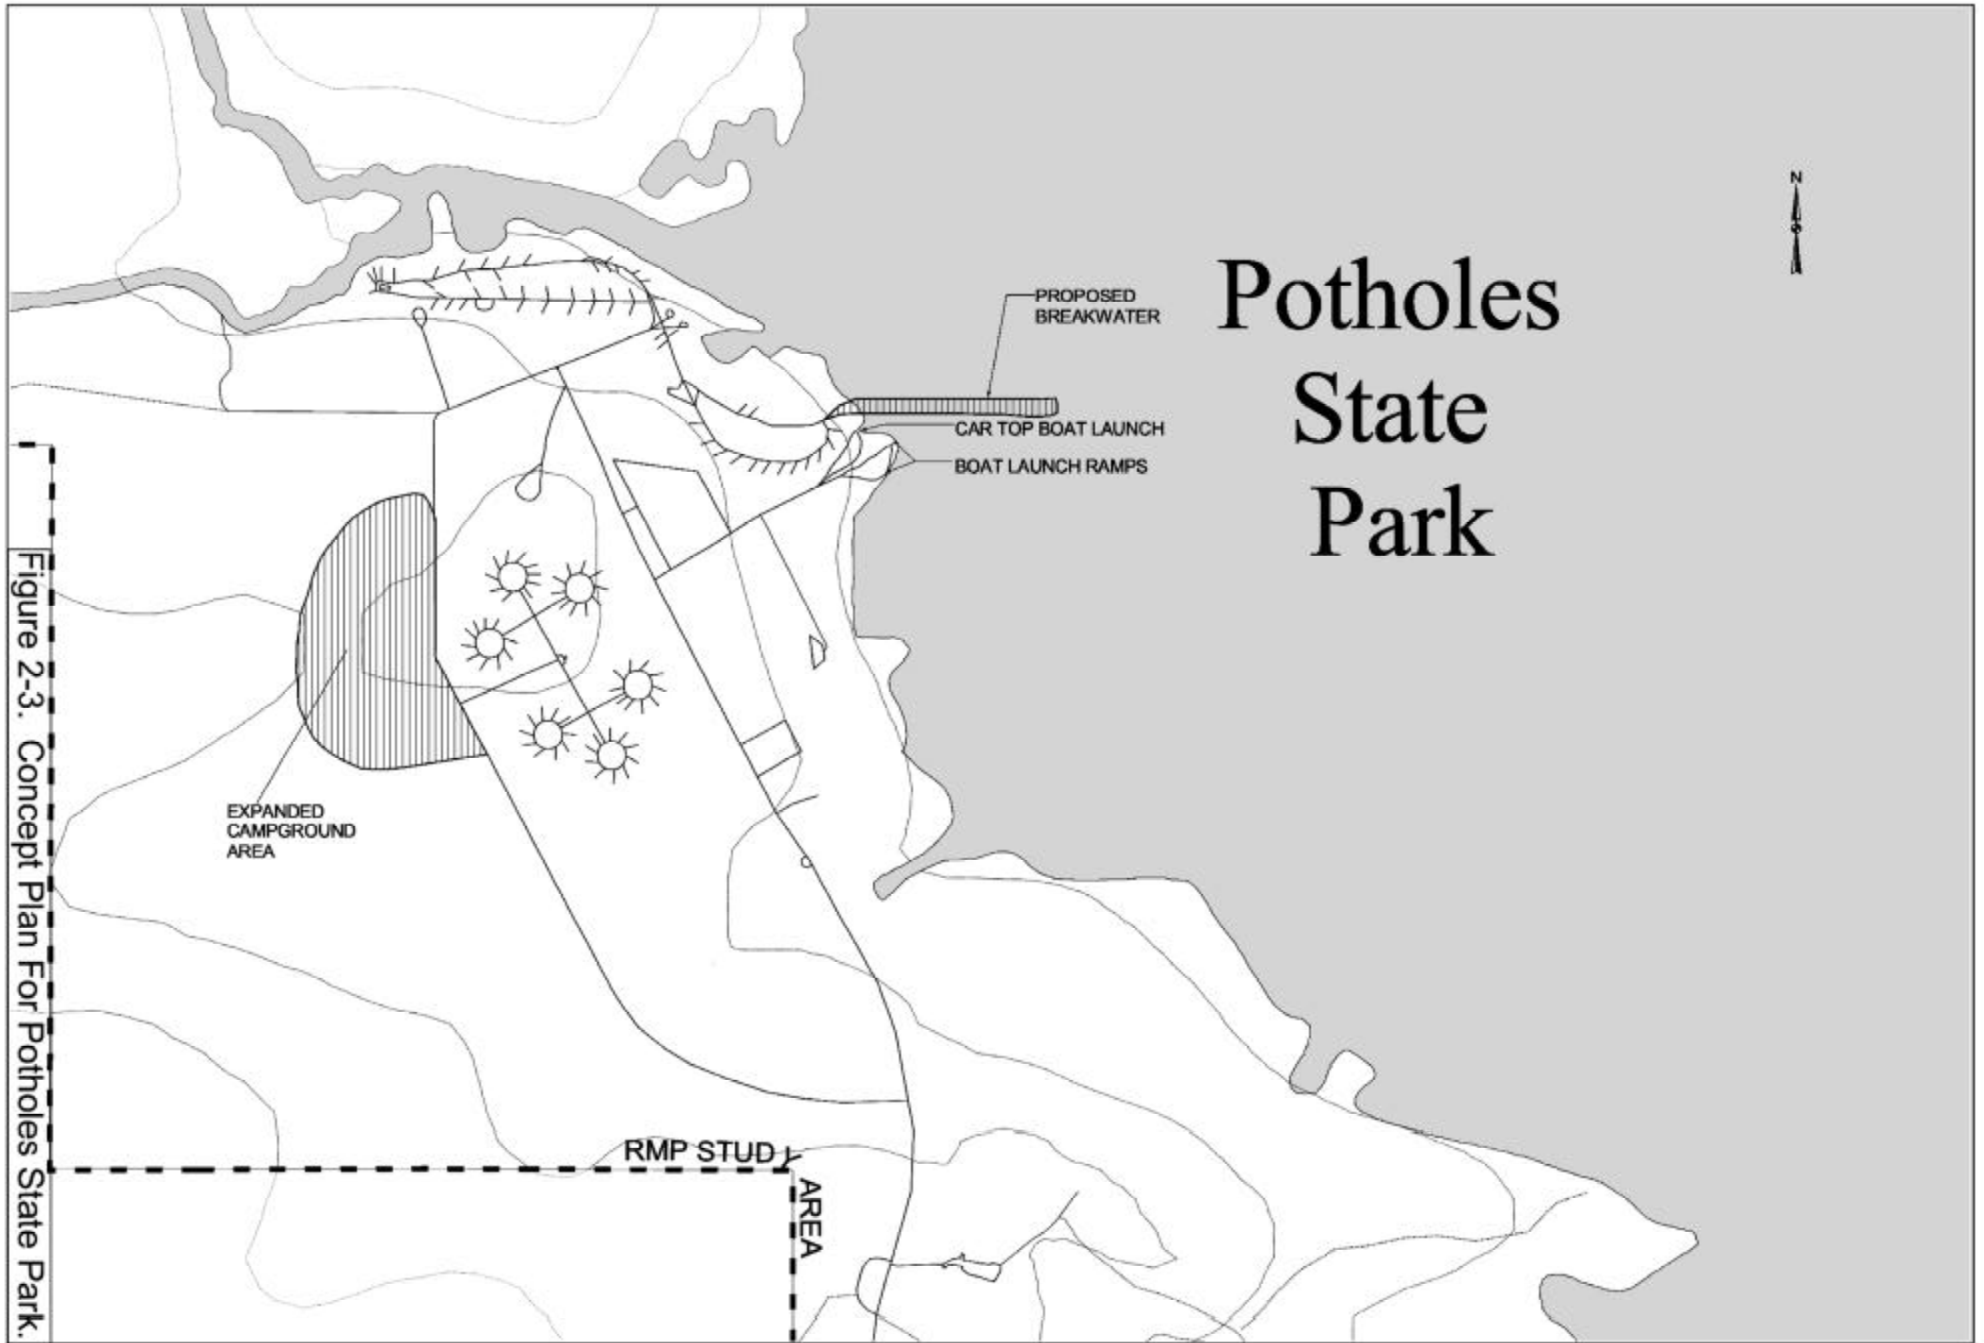 N
Potholes
State
Park
PROPOSED
BREAKWATER
CAR TOP BOAT LAUNCH
BOAT LAUNCH RAMPS
EXPANDED
CAMPGROUND
AREA
RMP STUDY
AREA
Figure 2-3. Concept Plan For Potholes State Park.